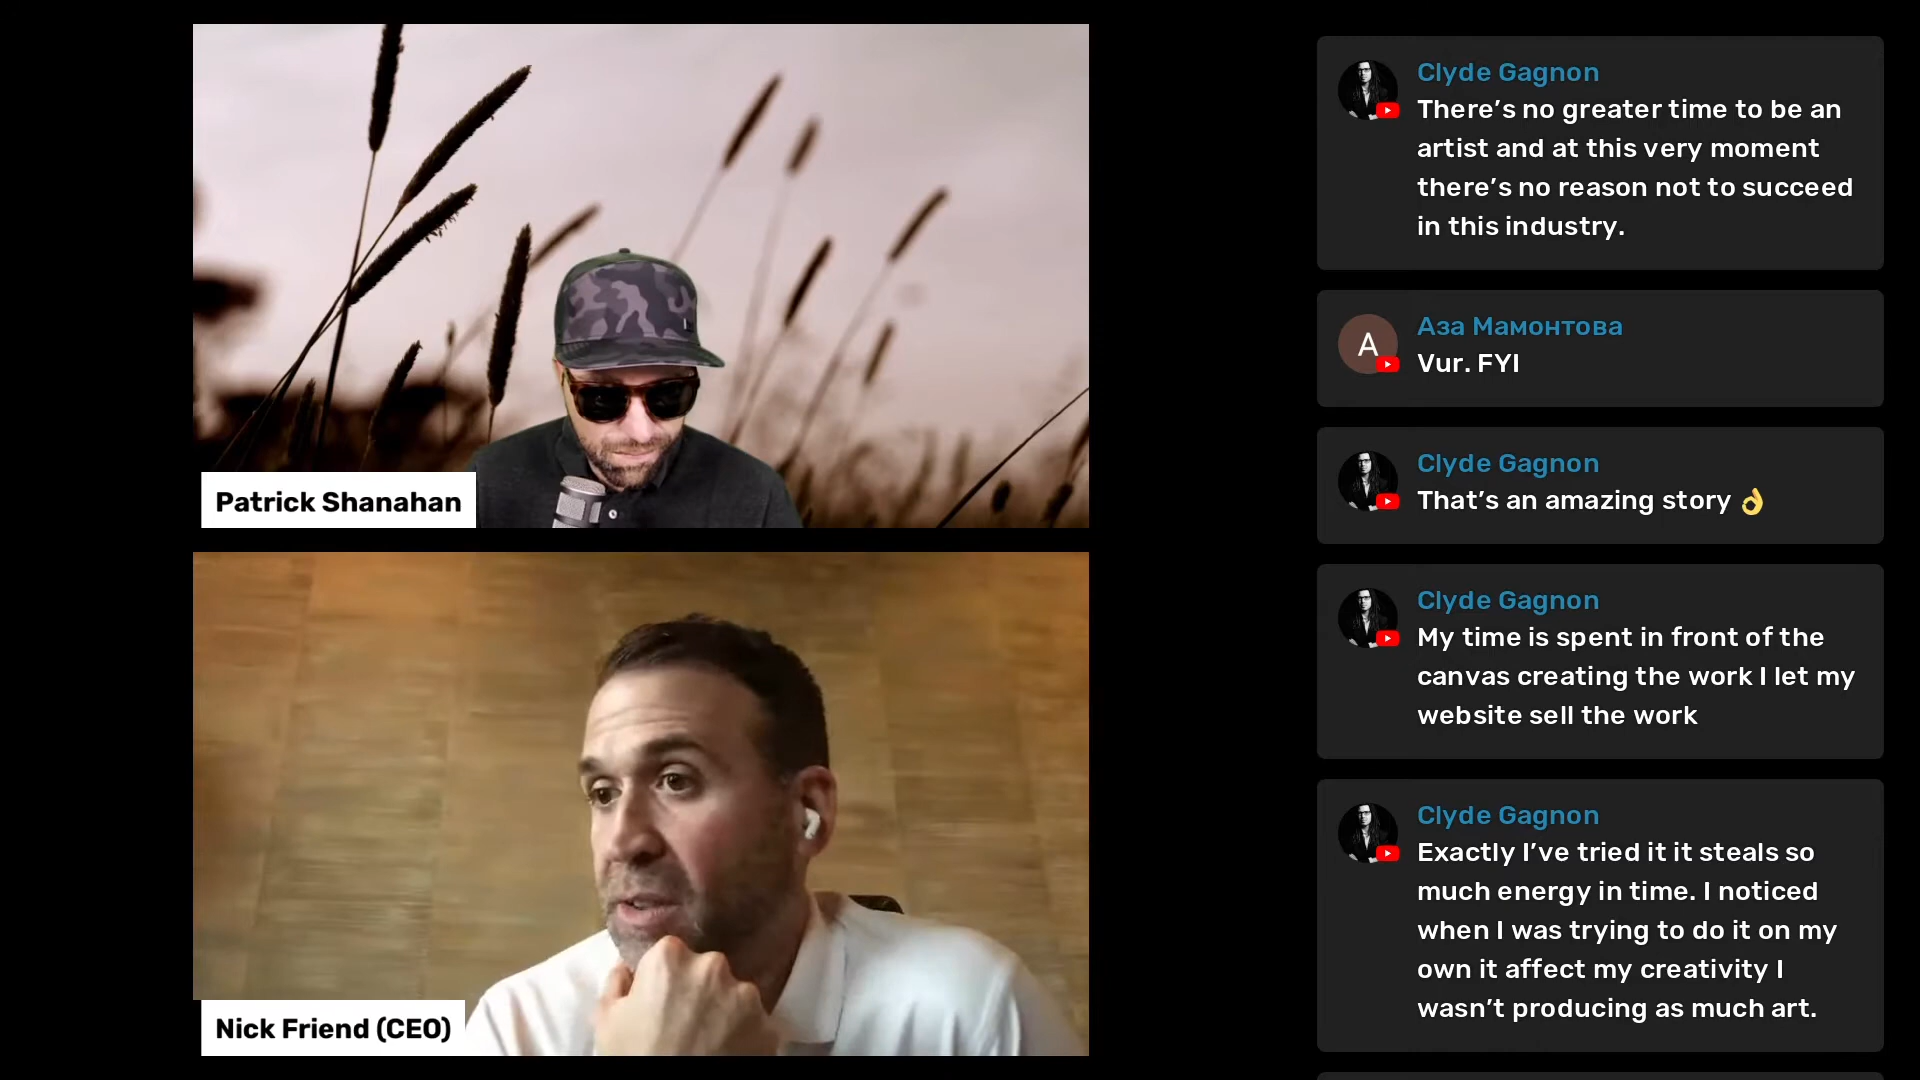 Patrick Shanahan
Nick Friend (CEO)
Clyde Gagnon
There’s no greater time to be an
artist and at this very moment
there’s no reason not to succeed
in this industry.
A
Аза Мамонтова
Vur. FYI
Clyde Gagnon
That’s an amazing story 👌
Clyde Gagnon
My time is spent in front of the
canvas creating the work I let my
website sell the work
Clyde Gagnon
Exactly I’ve tried it it steals so
much energy in time. I noticed
when I was trying to do it on my
own it affect my creativity I
wasn’t producing as much art.